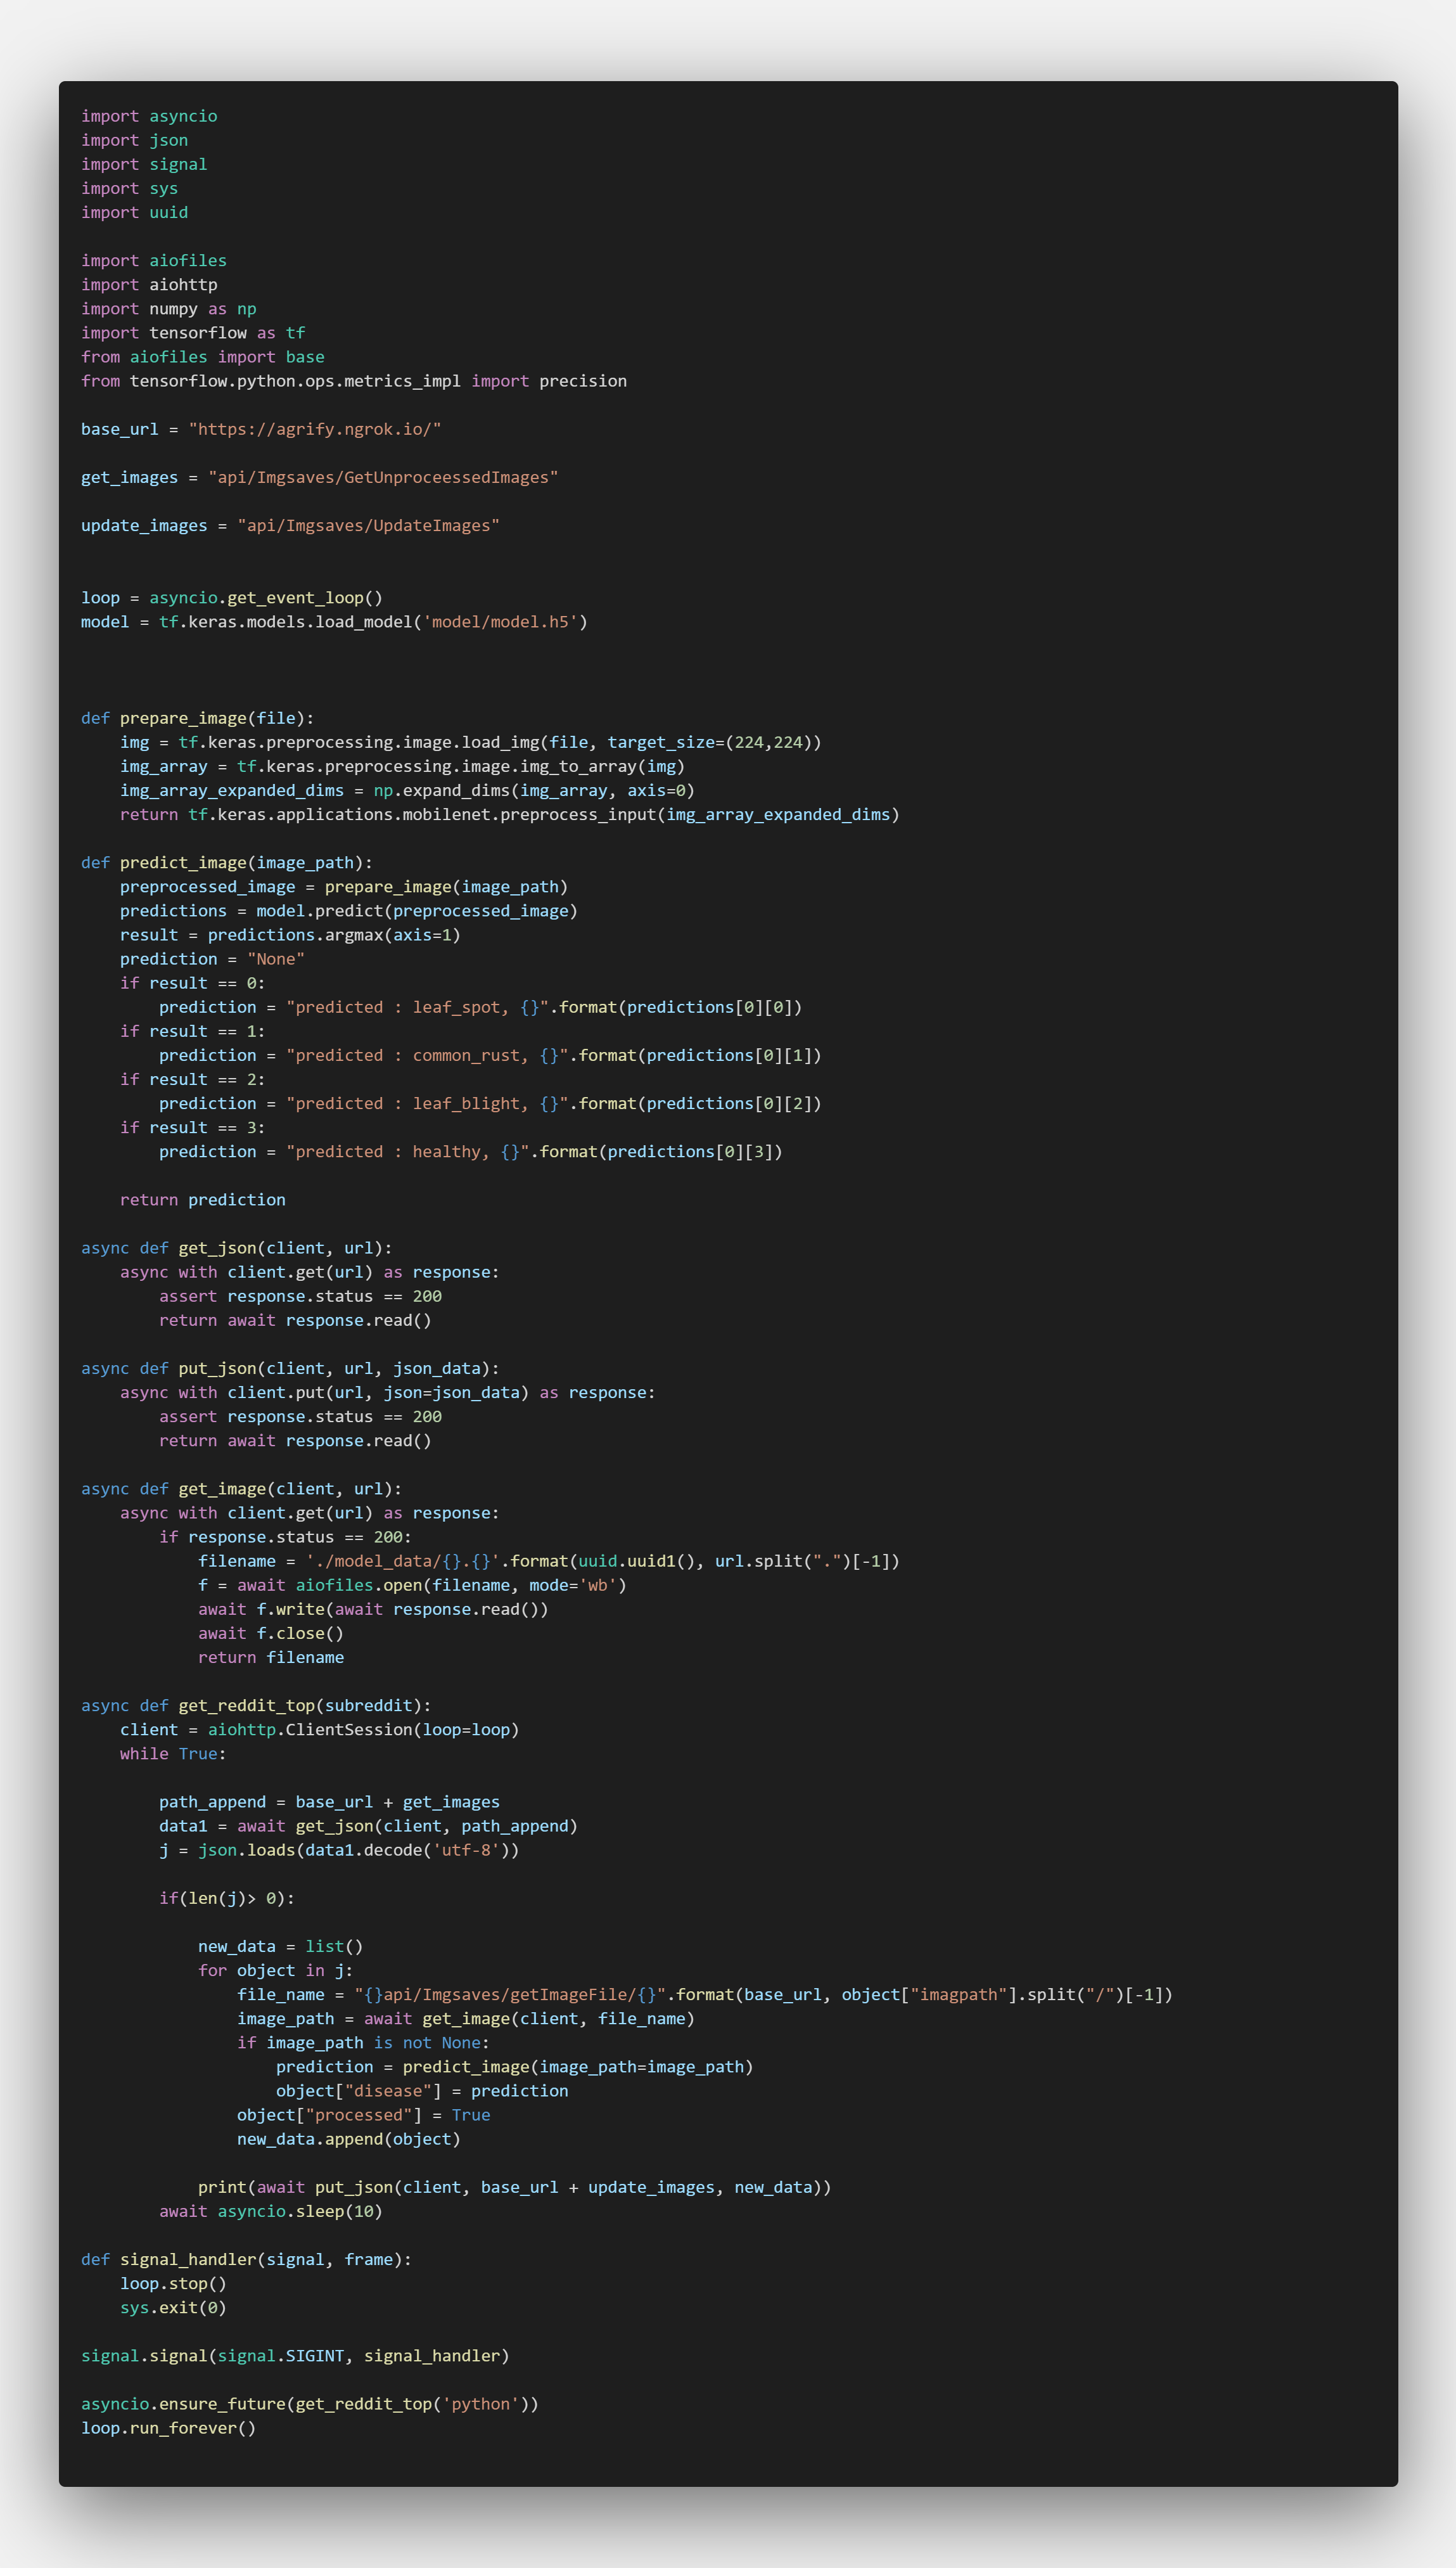 import asyncio
import json
import signal
import sys
import uuid

import aiofiles
import aiohttp
import numpy as np
import tensorflow as tf
from aiofiles import base
from tensorflow.python.ops.metrics_impl import precision

base_url = "https://agrify.ngrok.io/"

get_images = "api/Imgsaves/GetUnproceessedImages"

update_images = "api/Imgsaves/UpdateImages"


loop = asyncio.get_event_loop()
model = tf.keras.models.load_model('model/model.h5')



def prepare_image(file):
    img = tf.keras.preprocessing.image.load_img(file, target_size=(224,224))
    img_array = tf.keras.preprocessing.image.img_to_array(img)
    img_array_expanded_dims = np.expand_dims(img_array, axis=0)
    return tf.keras.applications.mobilenet.preprocess_input(img_array_expanded_dims)

def predict_image(image_path):
    preprocessed_image = prepare_image(image_path)
    predictions = model.predict(preprocessed_image)
    result = predictions.argmax(axis=1)
    prediction = "None"
    if result == 0:
        prediction = "predicted : leaf_spot, {}".format(predictions[0][0])
    if result == 1:
        prediction = "predicted : common_rust, {}".format(predictions[0][1])
    if result == 2:
        prediction = "predicted : leaf_blight, {}".format(predictions[0][2])
    if result == 3:
        prediction = "predicted : healthy, {}".format(predictions[0][3])

    return prediction

async def get_json(client, url):
    async with client.get(url) as response:
        assert response.status == 200
        return await response.read()

async def put_json(client, url, json_data):
    async with client.put(url, json=json_data) as response:
        assert response.status == 200
        return await response.read()

async def get_image(client, url):
    async with client.get(url) as response:
        if response.status == 200:
            filename = './model_data/{}.{}'.format(uuid.uuid1(), url.split(".")[-1])
            f = await aiofiles.open(filename, mode='wb')
            await f.write(await response.read())
            await f.close()
            return filename

async def get_reddit_top(subreddit):
    client = aiohttp.ClientSession(loop=loop)
    while True:

        path_append = base_url + get_images
        data1 = await get_json(client, path_append)
        j = json.loads(data1.decode('utf-8'))

        if(len(j)> 0):

            new_data = list()
            for object in j:
                file_name = "{}api/Imgsaves/getImageFile/{}".format(base_url, object["imagpath"].split("/")[-1])
                image_path = await get_image(client, file_name)
                if image_path is not None:
                    prediction = predict_image(image_path=image_path)
                    object["disease"] = prediction
                object["processed"] = True
                new_data.append(object)

            print(await put_json(client, base_url + update_images, new_data))
        await asyncio.sleep(10)

def signal_handler(signal, frame):
    loop.stop()
    sys.exit(0)

signal.signal(signal.SIGINT, signal_handler)

asyncio.ensure_future(get_reddit_top('python'))
loop.run_forever()